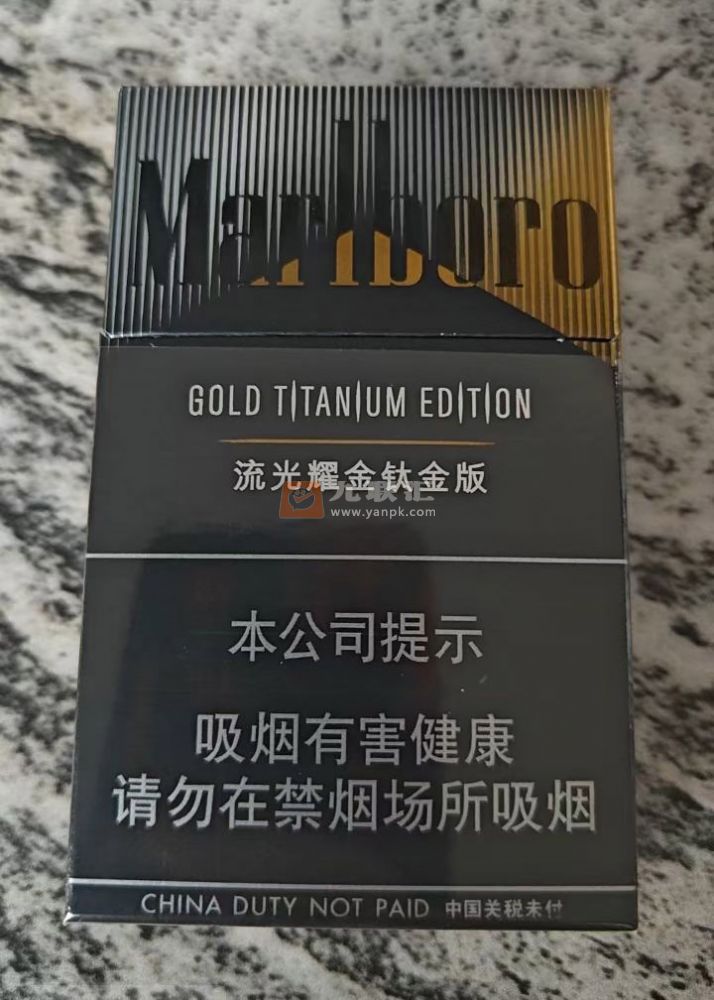 Marlboro
GOLD TITANIUM EDITION
流光耀金钛金版
www.yanpk.com
本公司提示
吸烟有害健康
请勿在禁烟场所吸烟
CHINA DUTY NOT PAID 中国关税未付